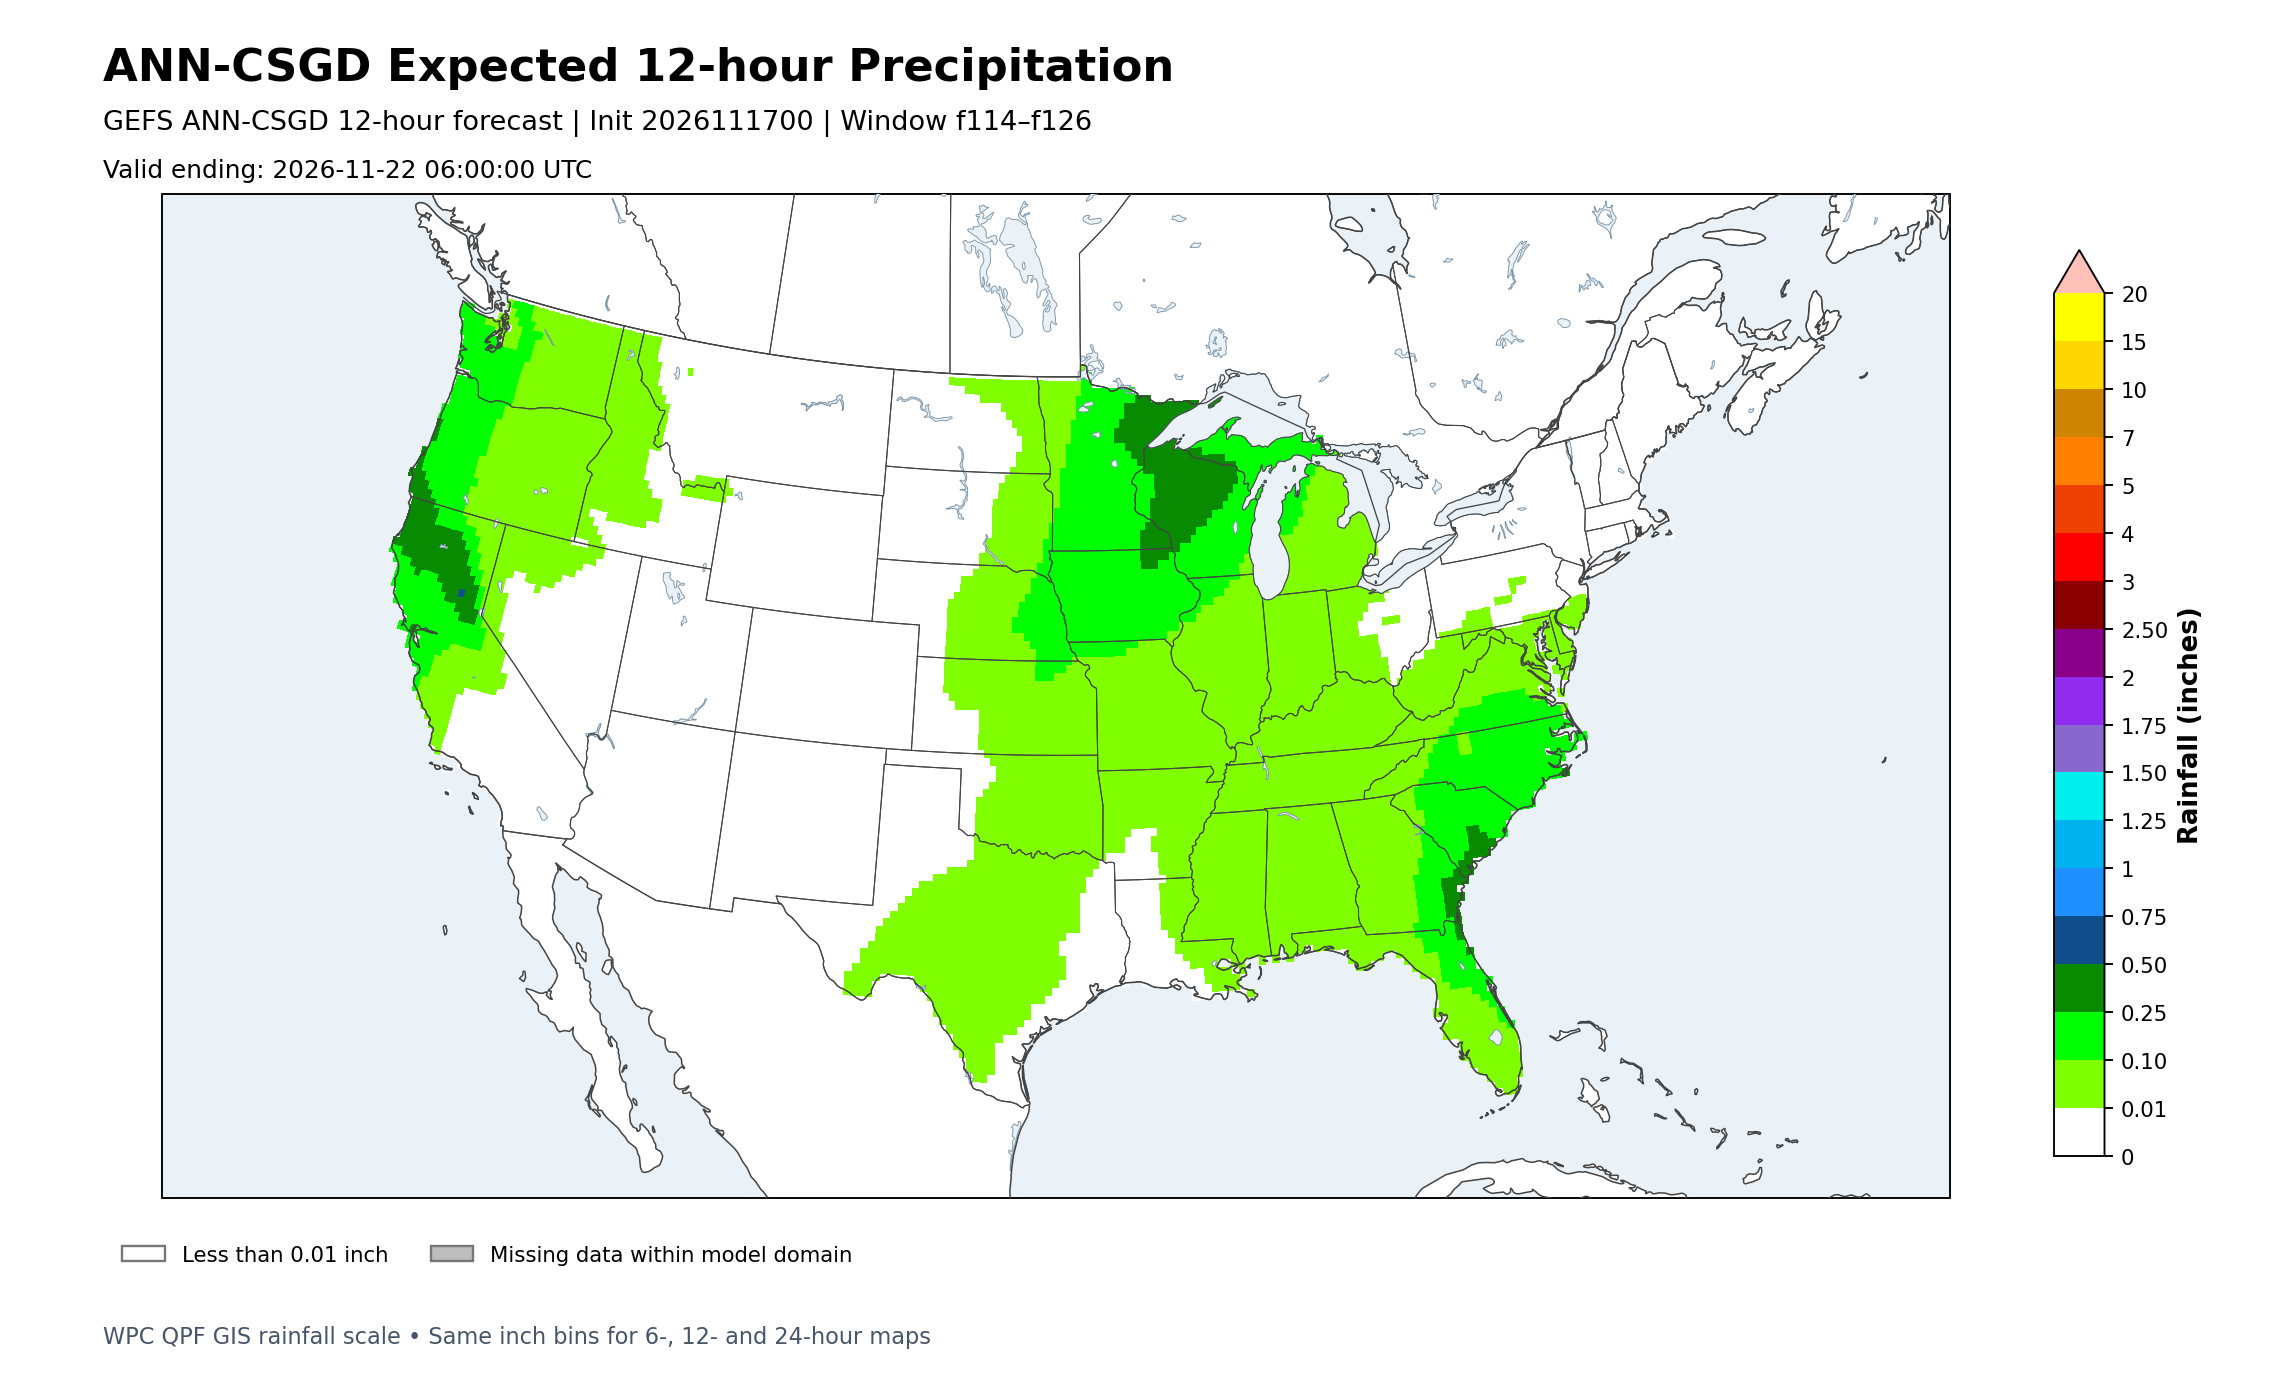 ANN-CSGD Expected 12-hour Precipitation
GEFS ANN-CSGD 12-hour forecast | Init 2026111700 | Window f114–f126
Valid ending: 2026-11-22 06:00:00 UTC
20
15
10
7
5
4
3
2.50
2
1.75
1.50
1.25
1
0.75
0.50
0.25
0.10
0.01
0
Rainfall (inches)
Less than 0.01 inch
Missing data within model domain
WPC QPF GIS rainfall scale • Same inch bins for 6-, 12- and 24-hour maps